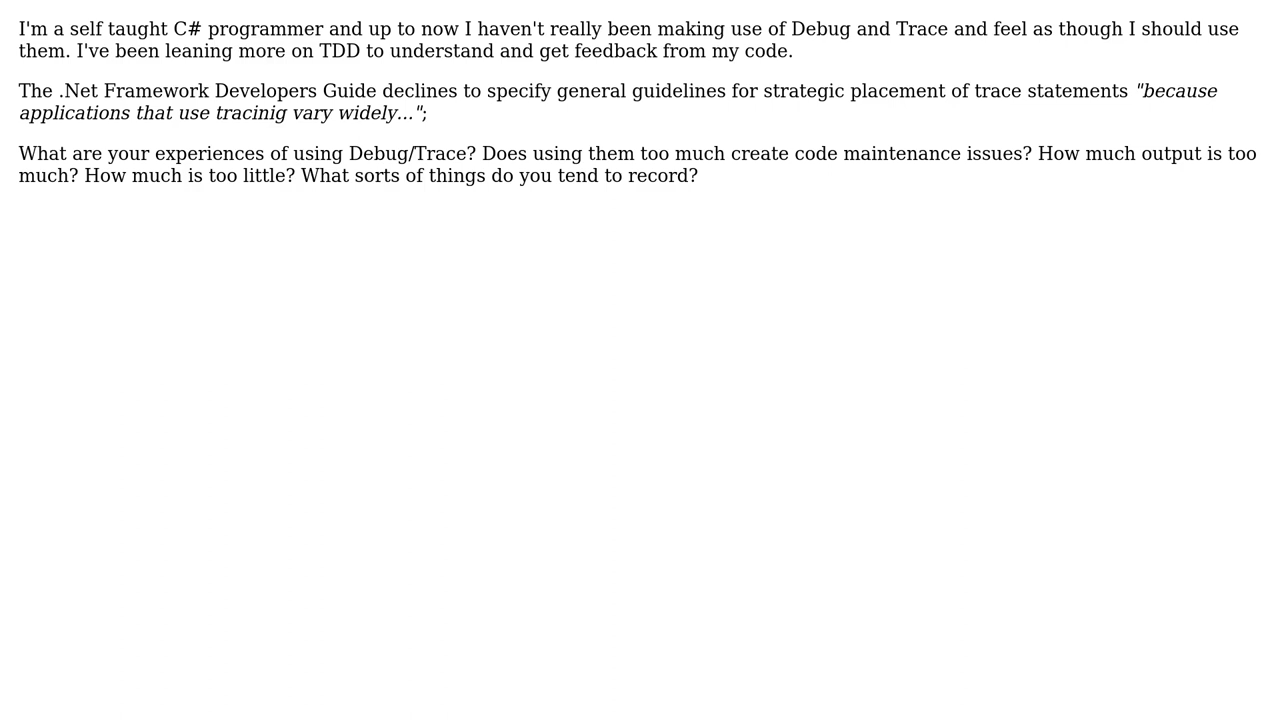 I'm a self taught C# programmer and up to now I haven't really been making use of Debug and Trace and feel as though I should use
them. I've been leaning more on TDD to understand and get feedback from my code.
The .Net Framework Developers Guide declines to specify general guidelines for strategic placement of trace statements "because
applications that use tracinig vary widely...";
What are your experiences of using Debug/Trace? Does using them too much create code maintenance issues? How much output is too
much? How much is too little? What sorts of things do you tend to record?